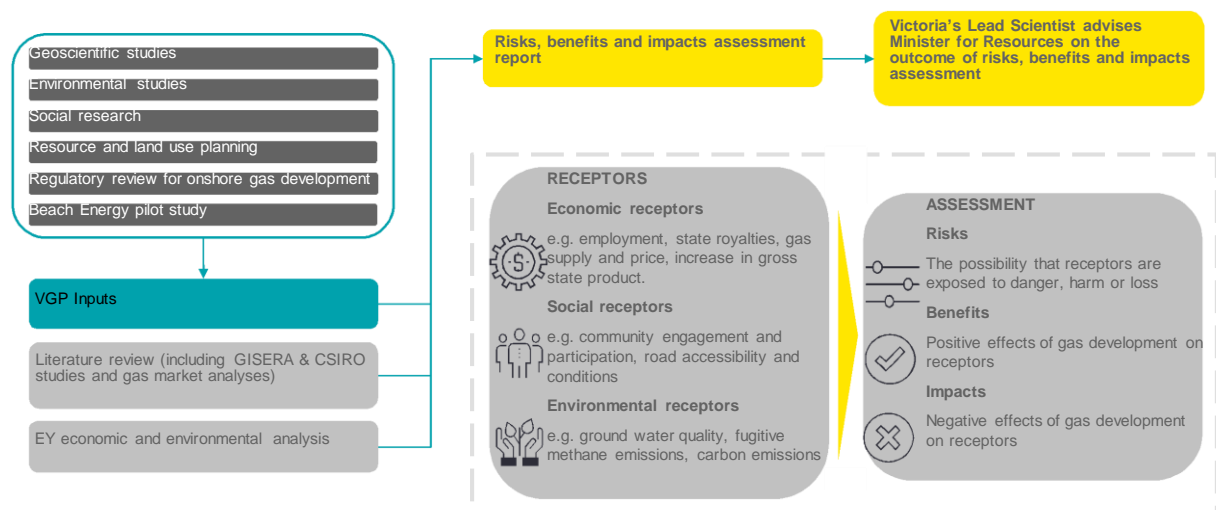 Geoscientific studies
Environmental studies
Social research
Resource and land use planning
Regulatory review for onshore gas development
Beach Energy pilot study
VGP Inputs
Literature review (including GISERA & CSIRO
studies and gas market analyses)
EY economic and environmental analysis
Risks, benefits and impacts assessment
report
Victoria's Lead Scientist advises
Minister for Resources on the
outcome of risks, benefits and impacts
assessment
RECEPTORS
Economic receptors
e.g. employment, state royalties, gas
supply and price, increase in gross
state product.
Social receptors
e.g. community engagement and
participation, road accessibility and
conditions
Environmental receptors
e.g. ground water quality, fugitive
methane emissions, carbon emissions
ASSESSMENT
Risks
The possibility that receptors are
exposed to danger, harm or loss
Benefits
Positive effects of gas development on
receptors
Impacts
Negative effects of gas development
on receptors